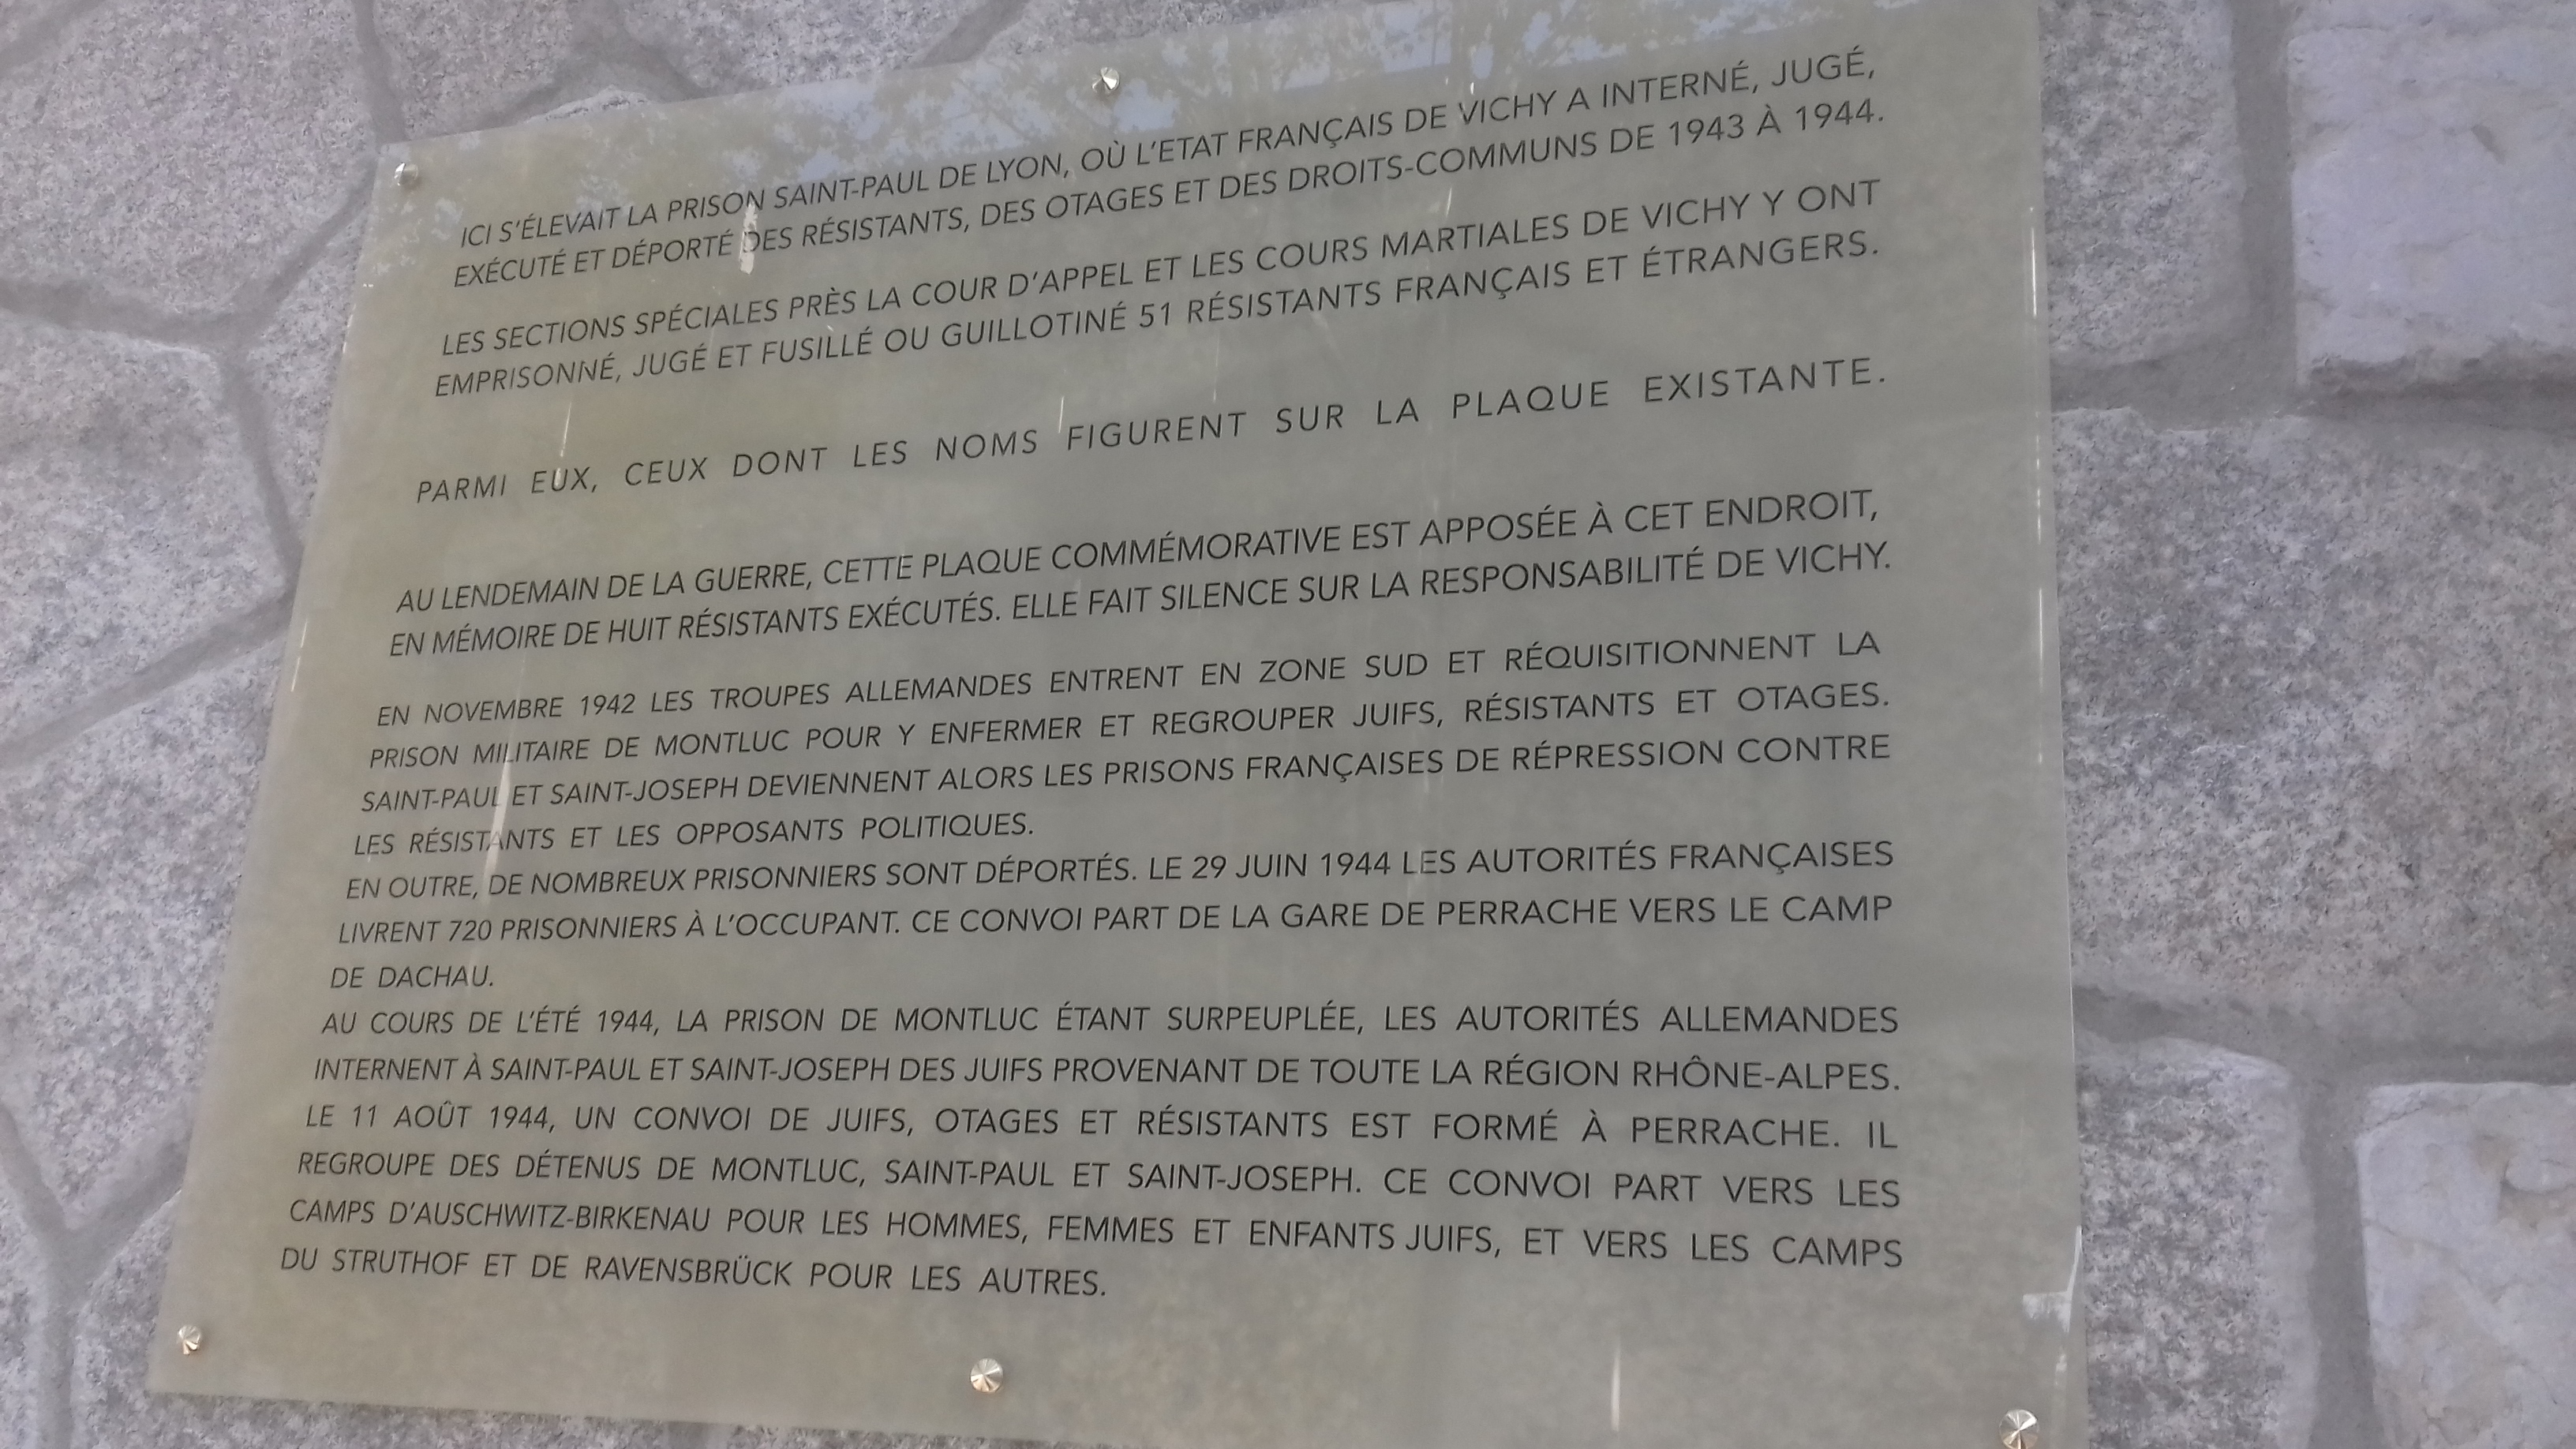 ICI S'ÉLEVAIT LA PRISON SAINT-PAUL DE LYON, OÙ L'ETAT FRANÇAIS DE VICHY A INTERNÉ, JUGÉ,
EXÉCUTÉ ET DÉPORTÉ DES RÉSISTANTS, DES OTAGES ET DES DROITS-COMMUNS DE 1943 À 1944.
LES SECTIONS SPÉCIALES PRÈS LA COUR D'APPEL ET LES COURS MARTIALES DE VICHY Y ONT
EMPRISONNÉ, JUGÉ ET FUSILLÉ OU GUILLOTINÉ 51 RÉSISTANTS FRANÇAIS ET ÉTRANGERS.
PARMI EUX, CEUX DONT LES NOMS FIGURENT SUR LA PLAQUE EXISTANTE.
AU LENDEMAIN DE LA GUERRE, CETTE PLAQUE COMMÉMORATIVE EST APPOSÉE À CET ENDROIT,
EN MÉMOIRE DE HUIT RÉSISTANTS EXÉCUTÉS. ELLE FAIT SILENCE SUR LA RESPONSABILITÉ DE VICHY.
EN NOVEMBRE 1942 LES TROUPES ALLEMANDES ENTRENT EN ZONE SUD ET RÉQUISITIONNENT LA
PRISON MILITAIRE DE MONTLUC POUR Y ENFERMER ET REGROUPER JUIFS, RÉSISTANTS ET OTAGES.
SAINT-PAUL ET SAINT-JOSEPH DEVIENNENT ALORS LES PRISONS FRANÇAISES DE RÉPRESSION CONTRE
LES RÉSISTANTS ET LES OPPOSANTS POLITIQUES.
EN OUTRE, DE NOMBREUX PRISONNIERS SONT DÉPORTÉS. LE 29 JUIN 1944 LES AUTORITÉS FRANÇAISES
LIVRENT 720 PRISONNIERS À L'OCCUPANT. CE CONVOI PART DE LA GARE DE PERRACHE VERS LE CAMP
DE DACHAU.
AU COURS DE L'ÉTÉ 1944, LA PRISON DE MONTLUC ÉTANT SURPEUPLÉE, LES AUTORITÉS ALLEMANDES
INTERNENT À SAINT-PAUL ET SAINT-JOSEPH DES JUIFS PROVENANT DE TOUTE LA RÉGION RHÔNE-ALPES.
LE 11 AOÛT 1944, UN CONVOI DE JUIFS, OTAGES ET RÉSISTANTS EST FORMÉ À PERRACHE. IL
REGROUPE DES DÉTENUS DE MONTLUC, SAINT-PAUL ET SAINT-JOSEPH. CE CONVOI PART VERS LES
CAMPS D'AUSCHWITZ-BIRKENAU POUR LES HOMMES, FEMMES ET ENFANTS JUIFS, ET VERS LES CAMPS
DU STRUTHOF ET DE RAVENSBRÜCK POUR LES AUTRES.